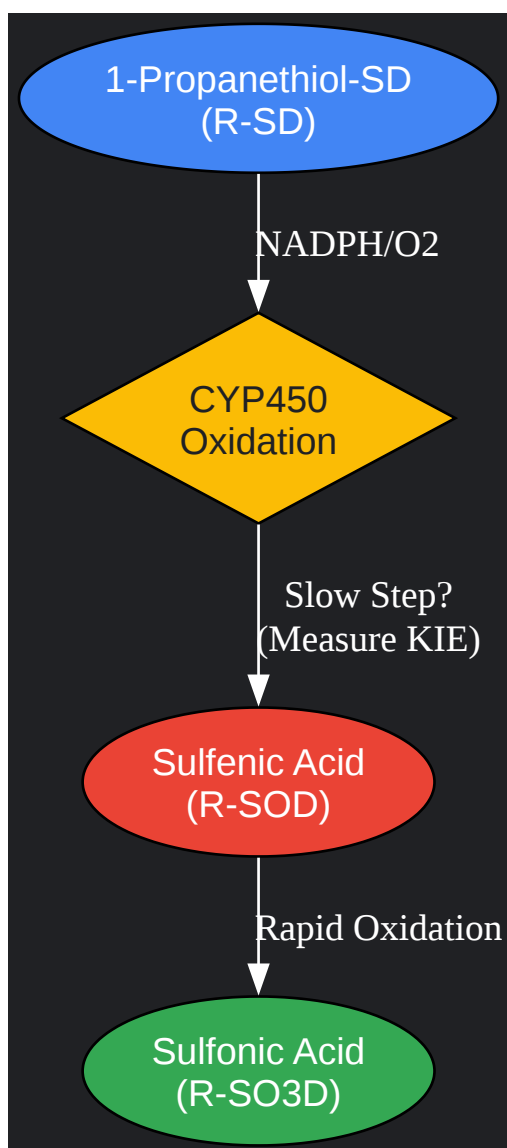 1-Propanethiol-SD
(R-SD)
NADPH/O2
CYP450
Oxidation
Slow Step?
(Measure KIE)
Sulfenic Acid
(R-SOD)
Rapid Oxidation
Sulfonic Acid
(R-SO3D)